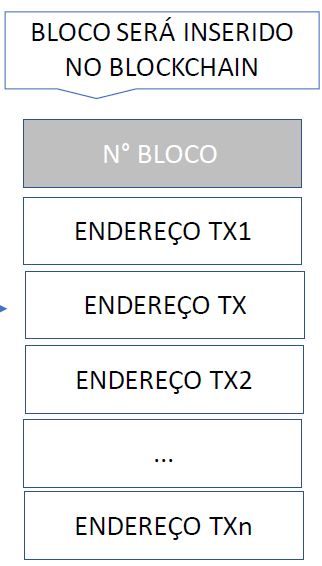 BLOCO SERÁ INSERIDO
NO BLOCKCHAIN
N° BLOCO
ENDEREÇO TX1
ENDEREÇO TX
ENDEREÇO TX2
...
ENDEREÇO TXn